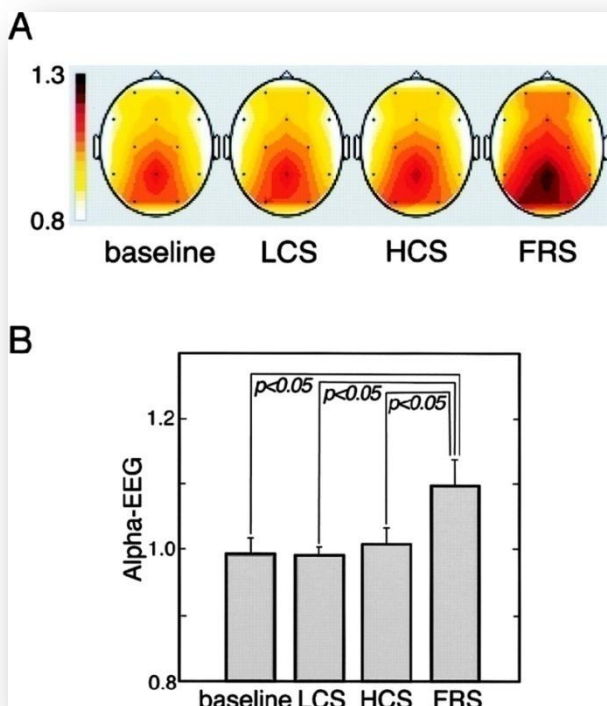 A
1.3
0.8
baseline LCS HCS FRS
B
Alpha-EEG
1.2
1.0
0.8
p<0.05 p<0.05 p<0.05
baseline LCS HCS FRS